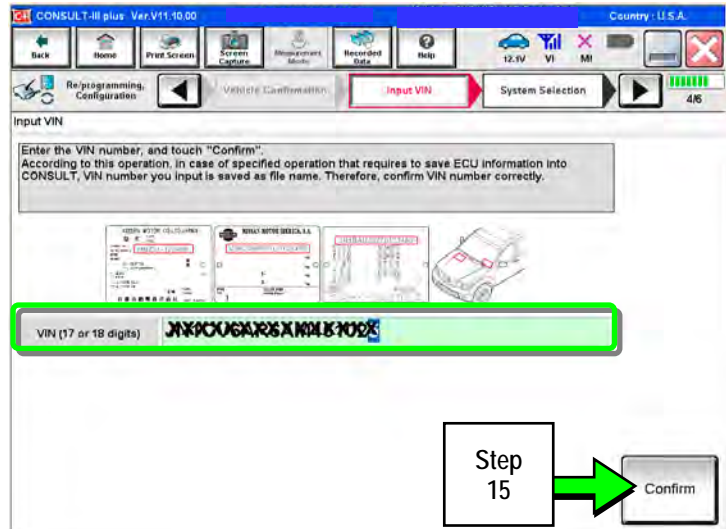 CONSULT-III plus Ver.V11.10.00 Country : U.S.A.
Back Home Print Screen Screen Capture Measurement Mode Recorded Data Help 12.1V VI MI
Re/programming, Configuration Vehicle Confirmation Input VIN System Selection 4/6
Input VIN
Enter the VIN number, and touch "Confirm".
According to this operation, in case of specified operation that requires to save ECU information into
CONSULT, VIN number you input is saved as file name. Therefore, confirm VIN number correctly.
VIN (17 or 18 digits)
Step
15
Confirm